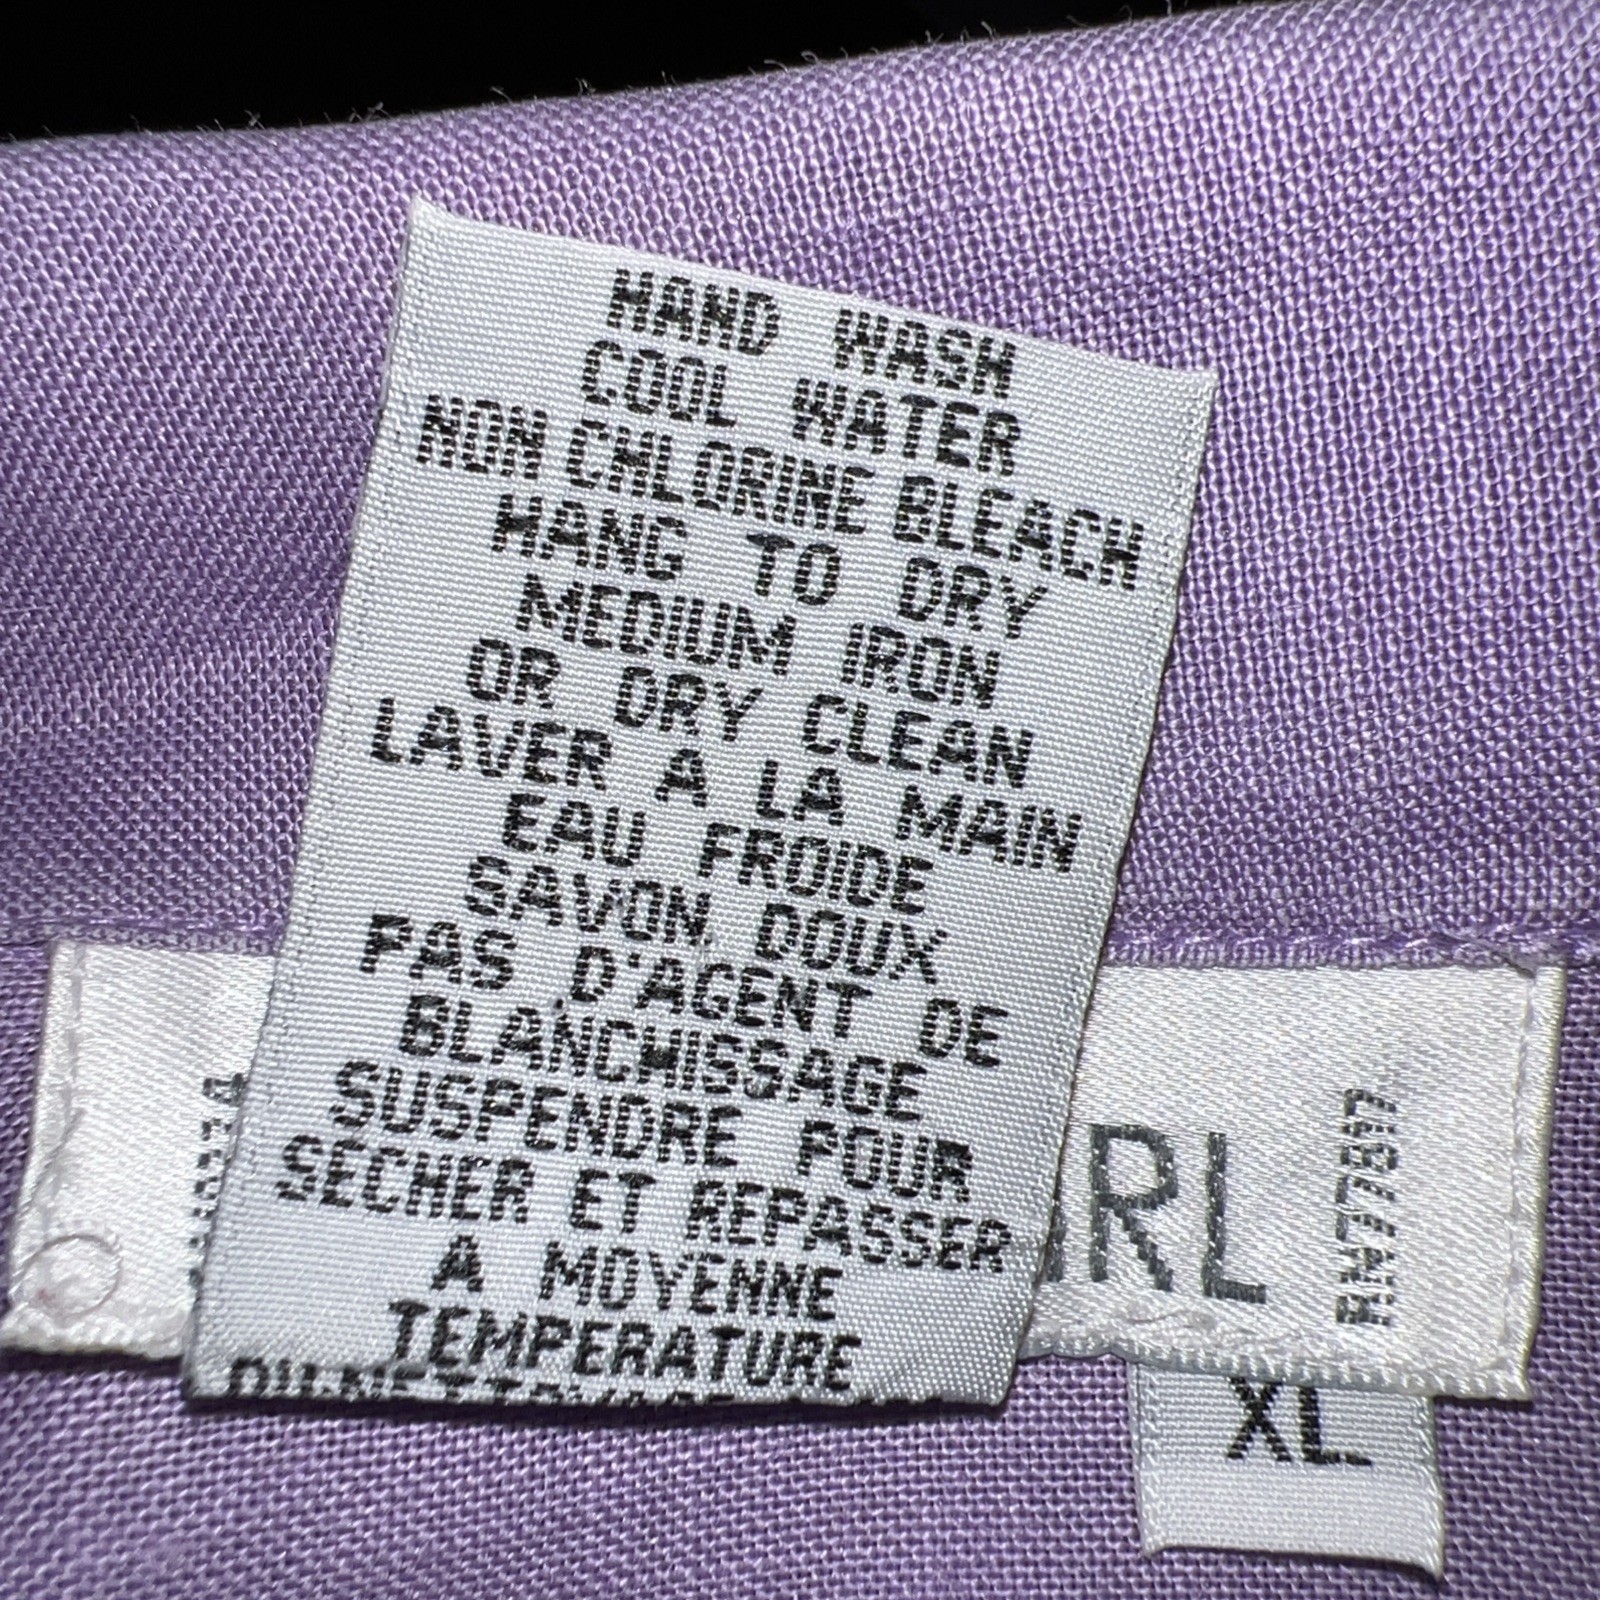 HAND WASH
COOL WATER
NON CHLORINE BLEACH
HANG TO DRY
MEDIUM IRON
OR DRY CLEAN
LAVER A LA MAIN
EAU FROIDE
SAVON DOUX
PAS D'AGENT DE
BLANCHISSAGE
SUSPENDRE POUR
SECHER ET REPASSER
A MOYENNE
TEMPERATURE
RL
RN77817
XL